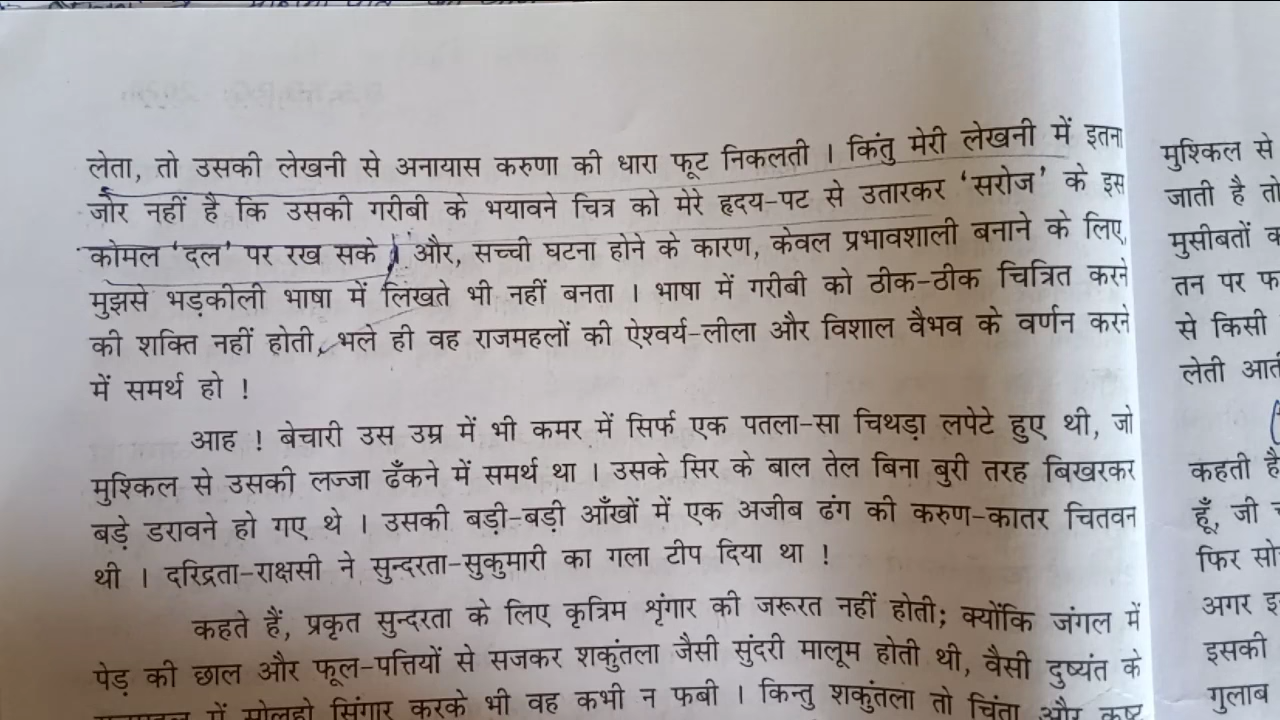 लेता, तो उसकी लेखनी से अनायास करुणा की धारा फूट निकलती । किंतु मेरी लेखनी में इतना
जोर नहीं है कि उसकी गरीबी के भयावने चित्र को मेरे हृदय-पट से उतारकर ‘सरोज’ के इस
कोमल ‘दल’ पर रख सके । और, सच्ची घटना होने के कारण, केवल प्रभावशाली बनाने के लिए,
मुझसे भड़कीली भाषा में लिखते भी नहीं बनता । भाषा में गरीबी को ठीक-ठीक चित्रित करने
की शक्ति नहीं होती, भले ही वह राजमहलों की ऐश्वर्य-लीला और विशाल वैभव के वर्णन करने
में समर्थ हो !
आह ! बेचारी उस उम्र में भी कमर में सिर्फ एक पतला-सा चिथड़ा लपेटे हुए थी, जो
मुश्किल से उसकी लज्जा ढँकने में समर्थ था । उसके सिर के बाल तेल बिना बुरी तरह बिखरकर
बड़े डरावने हो गए थे । उसकी बड़ी-बड़ी आँखों में एक अजीब ढंग की करुण-कातर चितवन
थी । दरिद्रता-राक्षसी ने सुन्दरता-सुकुमारी का गला टीप दिया था !
कहते हैं, प्रकृत सुन्दरता के लिए कृत्रिम शृंगार की जरूरत नहीं होती; क्योंकि जंगल में
पेड़ की छाल और फूल-पत्तियों से सजकर शकुंतला जैसी सुंदरी मालूम होती थी, वैसी दुष्यंत के
में सोलहो सिंगार करके भी वह कभी न फबी । किन्तु शकुंतला तो चिंता और कष्ट
मुश्किल से
जाती है तो
मुसीबतों
तन पर
से किसी
लेती
कहती है
हूँ, जी
फिर
अगर
इसकी
गुलाब